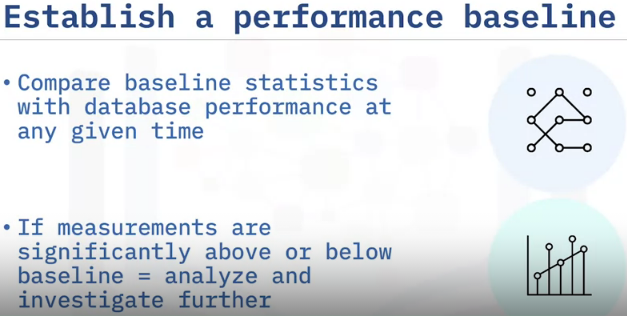 Establish a performance baseline
• Compare baseline statistics
with database performance at
any given time
• If measurements are
significantly above or below
baseline = analyze and
investigate further